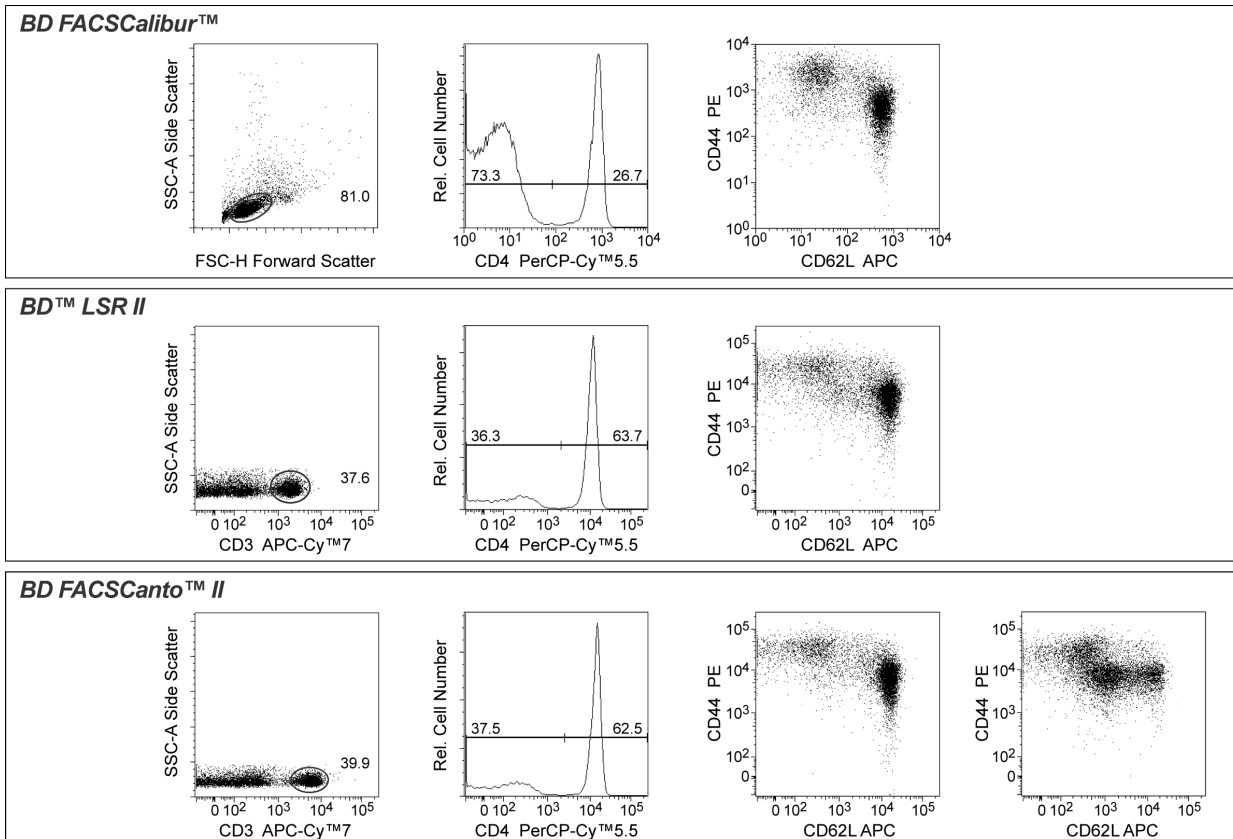 BD FACSCalibur™
SSC-A Side Scatter
81.0
FSC-H Forward Scatter
Rel. Cell Number
73.3 26.7
10⁰ 10¹ 10² 10³ 10⁴
CD4 PerCP-Cy™5.5
CD44 PE
10⁴
10³
10²
10¹
10⁰
10⁰ 10¹ 10² 10³ 10⁴
CD62L APC
BD™ LSR II
SSC-A Side Scatter
37.6
0 10² 10³ 10⁴ 10⁵
CD3 APC-Cy™7
Rel. Cell Number
36.3 63.7
0 10² 10³ 10⁴ 10⁵
CD4 PerCP-Cy™5.5
CD44 PE
10⁵
10⁴
10³
10²
0
0 10² 10³ 10⁴ 10⁵
CD62L APC
BD FACSCanto™ II
SSC-A Side Scatter
39.9
0 10² 10³ 10⁴ 10⁵
CD3 APC-Cy™7
Rel. Cell Number
37.5 62.5
0 10² 10³ 10⁴ 10⁵
CD4 PerCP-Cy™5.5
CD44 PE
10⁵
10⁴
10³
10²
0
0 10² 10³ 10⁴ 10⁵
CD62L APC
CD44 PE
10⁵
10⁴
10³
10²
0
0 10² 10³ 10⁴ 10⁵
CD62L APC